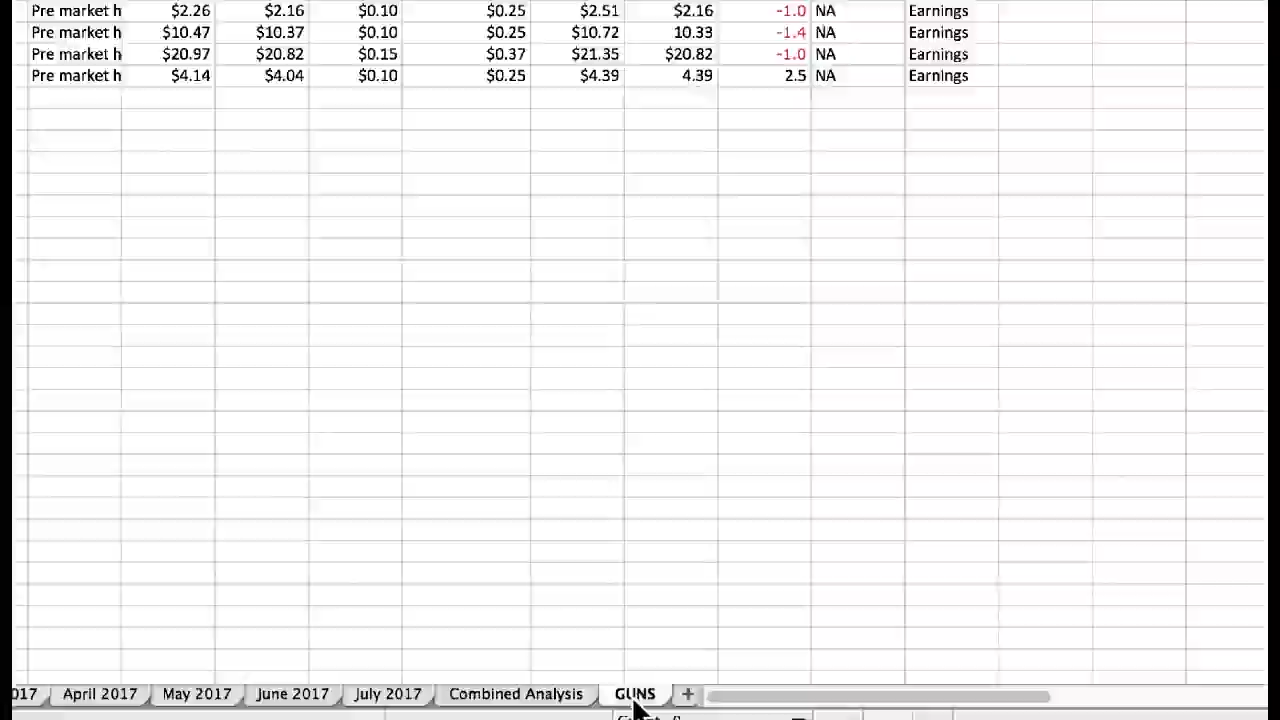 Pre market h $2.26 $2.16 $0.10 $0.25 $2.51 $2.16 -1.0 NA Earnings
Pre market h $10.47 $10.37 $0.10 $0.25 $10.72 10.33 -1.4 NA Earnings
Pre market h $20.97 $20.82 $0.15 $0.37 $21.35 $20.82 -1.0 NA Earnings
Pre market h $4.14 $4.04 $0.10 $0.25 $4.39 4.39 2.5 NA Earnings
017 April 2017 May 2017 June 2017 July 2017 Combined Analysis GUNS +